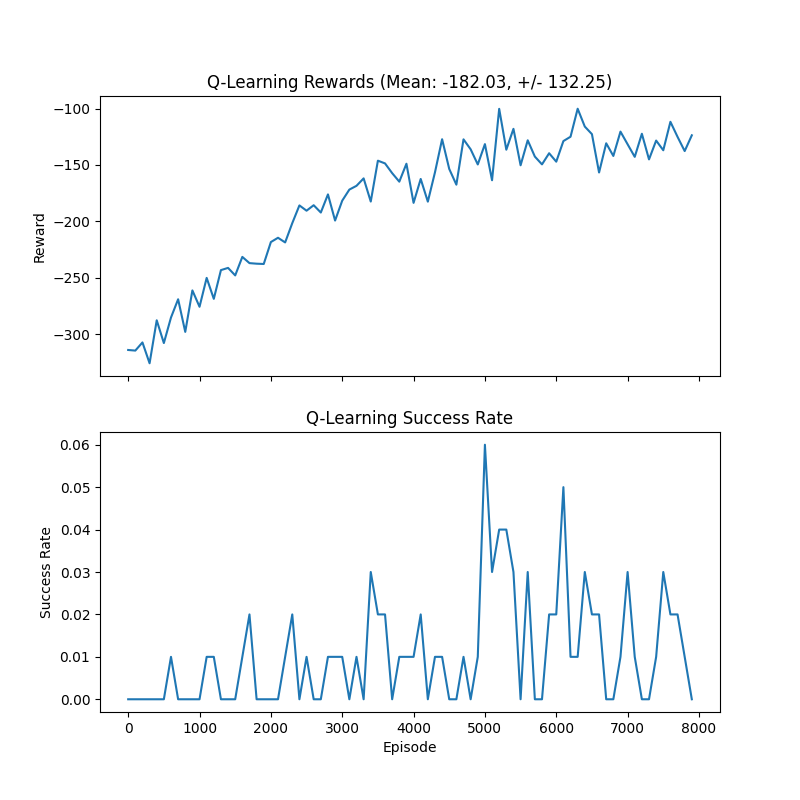 Q-Learning Rewards (Mean: -182.03, +/- 132.25)
−100
−150
−200
−250
−300
Reward
Q-Learning Success Rate
0.06
0.05
0.04
0.03
0.02
0.01
0.00
Success Rate
0 1000 2000 3000 4000 5000 6000 7000 8000
Episode